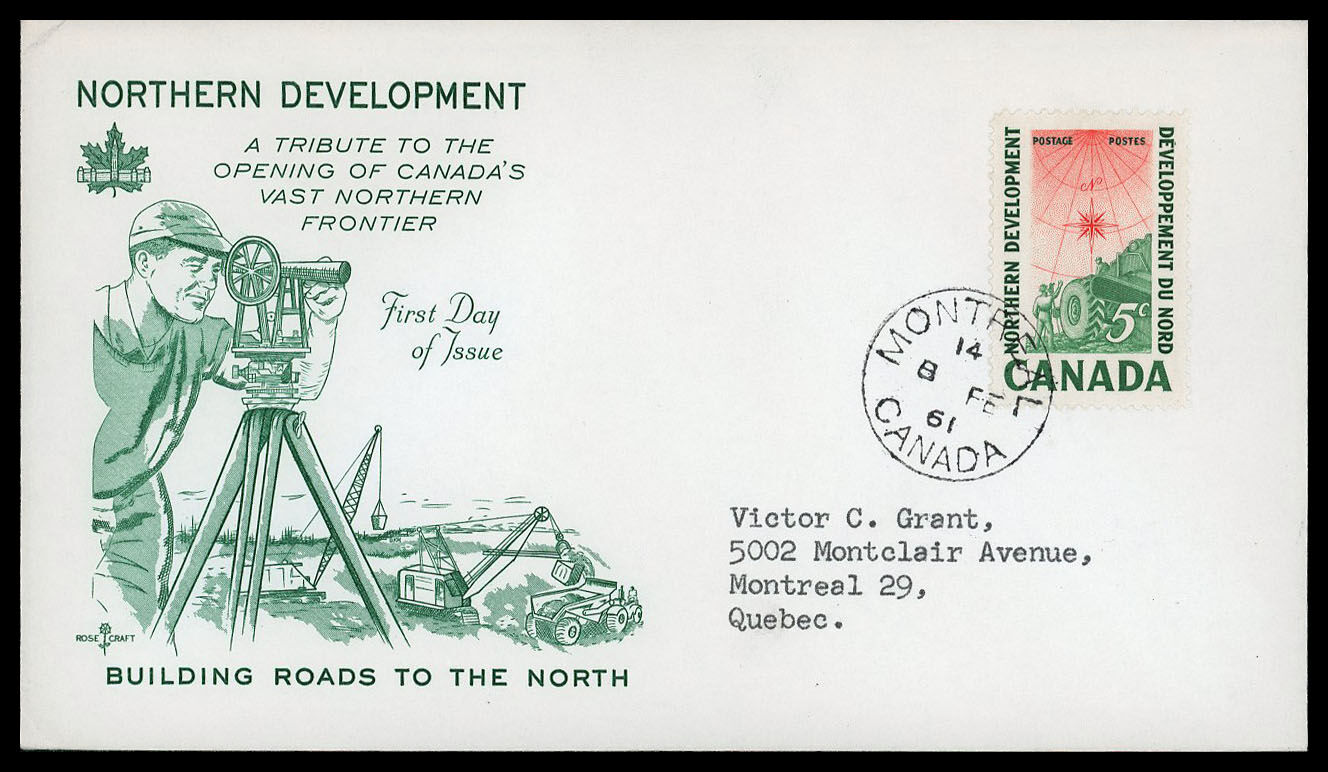 NORTHERN DEVELOPMENT
A TRIBUTE TO THE
OPENING OF CANADA'S
VAST NORTHERN
FRONTIER
First Day
of Issue
ROSE CRAFT
BUILDING ROADS TO THE NORTH
POSTAGE POSTES
NORTHERN DEVELOPMENT
DÉVELOPPEMENT DU NORD
N
5c
CANADA
MONTREAL
14
8 FE
61
CANADA
Victor C. Grant,
5002 Montclair Avenue,
Montreal 29,
Quebec.